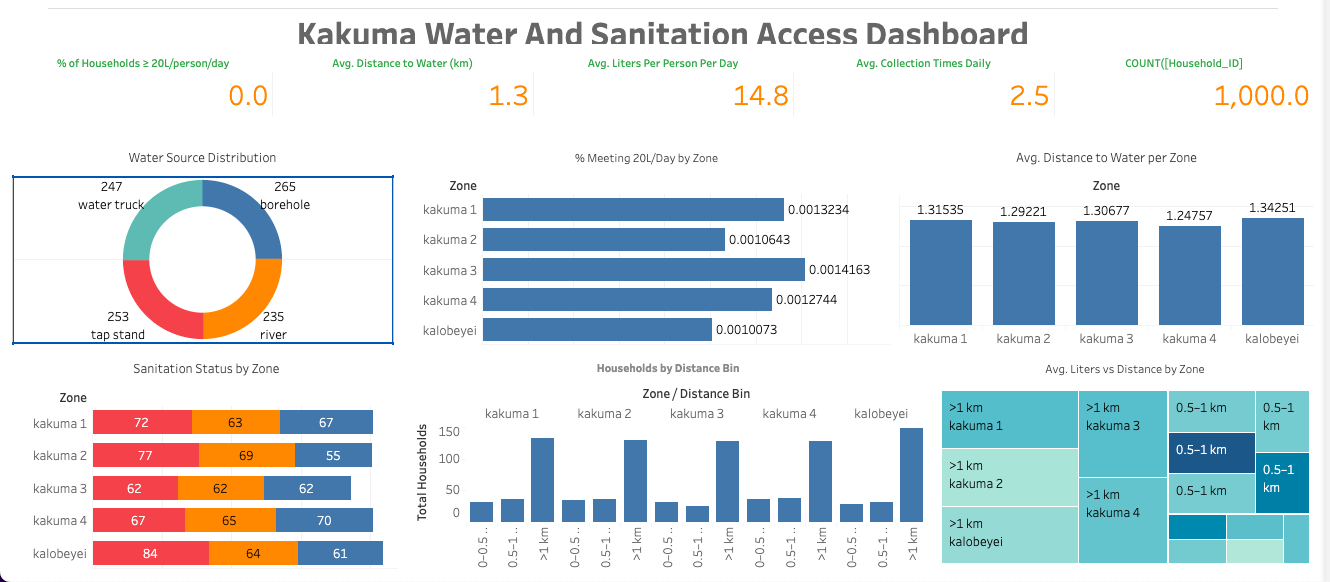 Kakuma Water And Sanitation Access Dashboard
% of Households ≥ 20L/person/day
0.0
Avg. Distance to Water (km)
1.3
Avg. Liters Per Person Per Day
14.8
Avg. Collection Times Daily
2.5
COUNT([Household_ID]
1,000.0
Water Source Distribution
247
water truck
265
borehole
253
tap stand
235
river
% Meeting 20L/Day by Zone
Zone
kakuma 1
0.0013234
kakuma 2
0.0010643
kakuma 3
0.0014163
kakuma 4
0.0012744
kalobeyei
0.0010073
Avg. Distance to Water per Zone
Zone
1.31535
1.29221
1.30677
1.24757
1.34251
kakuma 1
kakuma 2
kakuma 3
kakuma 4
kalobeyei
Sanitation Status by Zone
Zone
kakuma 1
72
63
67
kakuma 2
77
69
55
kakuma 3
62
62
62
kakuma 4
67
65
70
kalobeyei
84
64
61
Households by Distance Bin
Zone / Distance Bin
kakuma 1
kakuma 2
kakuma 3
kakuma 4
kalobeyei
Total Households
150
100
50
0
0–0.5 ..
0.5–1 ..
>1 km
0–0.5 ..
0.5–1 ..
>1 km
0–0.5 ..
0.5–1 ..
>1 km
0–0.5 ..
0.5–1 ..
>1 km
0–0.5 ..
0.5–1 ..
>1 km
Avg. Liters vs Distance by Zone
>1 km
kakuma 1
>1 km
kakuma 2
>1 km
kalobeyei
>1 km
kakuma 3
>1 km
kakuma 4
0.5–1 km
0.5–1 km
0.5–1 km
0.5–1
km
0.5–1
km